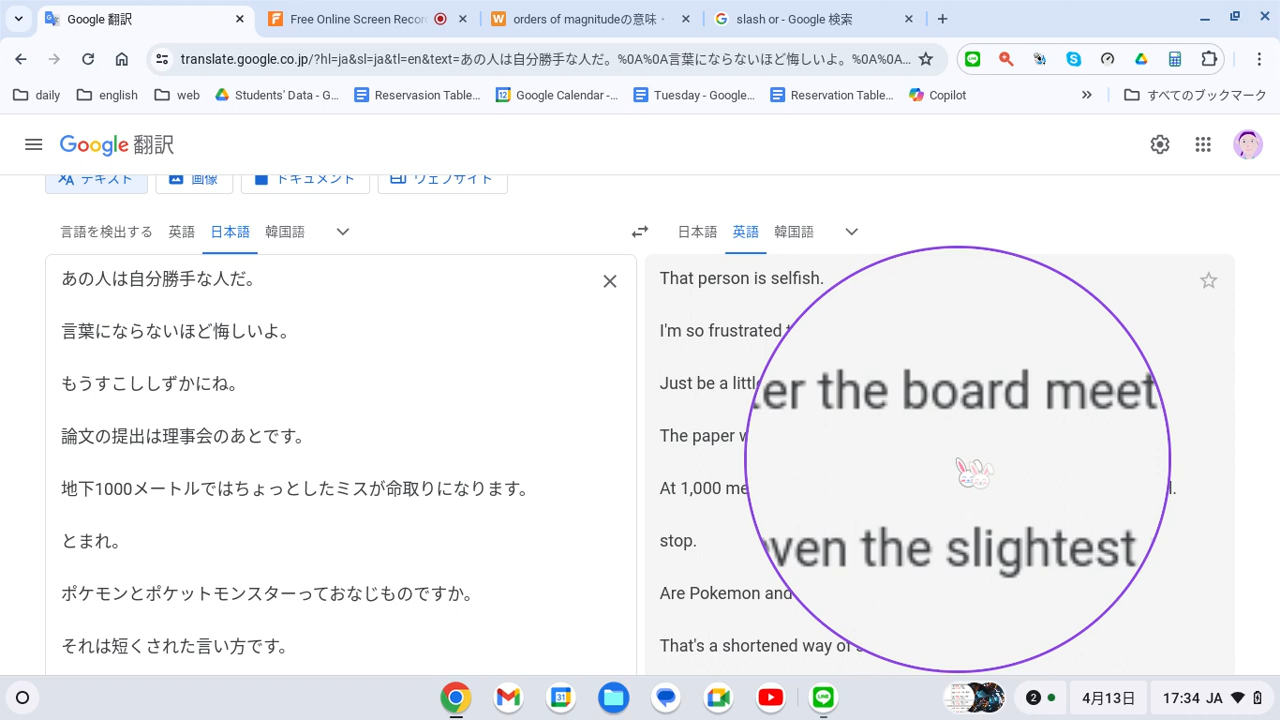 Google 翻訳
Free Online Screen Recor
orders of magnitudeの意味・
slash or - Google 検索
translate.google.co.jp/?hl=ja&sl=ja&tl=en&text=あの人は自分勝手な人だ。%0A%0A言葉にならないほど悔しいよ。%0A%0A...
daily
english
web
Students' Data - G...
Reservasion Table...
Google Calendar -...
Tuesday - Google...
Reservation Table...
Copilot
すべてのブックマーク
Google 翻訳
テキスト
画像
ドキュメント
ウェブサイト
言語を検出する 英語 日本語 韓国語
日本語 英語 韓国語
あの人は自分勝手な人だ。
言葉にならないほど悔しいよ。
もうすこししずかにね。
論文の提出は理事会のあとです。
地下1000メートルではちょっとしたミスが命取りになります。
とまれ。
ポケモンとポケットモンスターっておなじものですか。
それは短くされた言い方です。
That person is selfish.
I'm so frustrated
Just be a little
The paper
At 1,000
stop.
Are Pokemon and
That's a shortened way of
the board meet
even the slightest
2
4月13日
17:34 JA